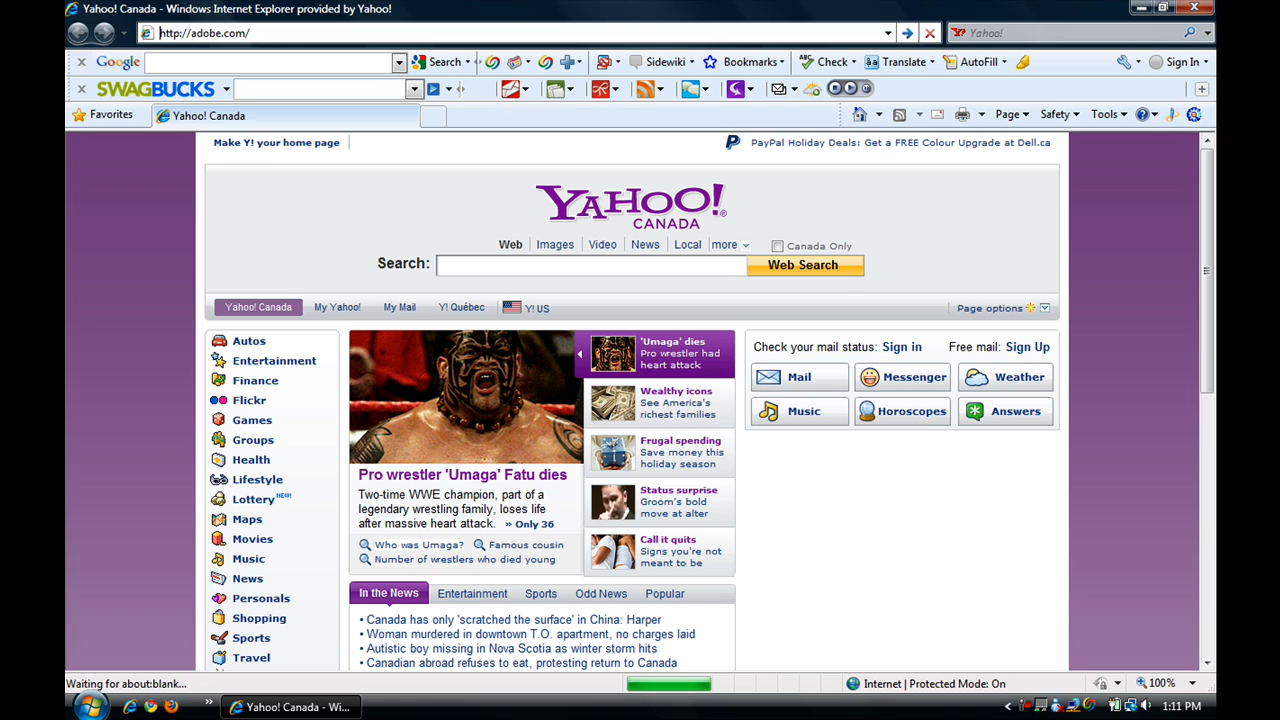 Yahoo! Canada - Windows Internet Explorer provided by Yahoo!
http://adobe.com/
Yahoo!
Google Search Sidewiki Bookmarks Check Translate AutoFill Sign In
SWAGBUCKS
Favorites Yahoo! Canada Page Safety Tools
Make Y! your home page PayPal Holiday Deals: Get a FREE Colour Upgrade at Dell.ca
YAHOO!®
CANADA
Web Images Video News Local more Canada Only
Search: Web Search
Yahoo! Canada My Yahoo! My Mail Y! Québec Y! US Page options
Autos
Entertainment
Finance
Flickr
Games
Groups
Health
Lifestyle
Lottery NEW!
Maps
Movies
Music
News
Personals
Shopping
Sports
Travel
Pro wrestler 'Umaga' Fatu dies
Two-time WWE champion, part of a
legendary wrestling family, loses life
after massive heart attack. » Only 36
Who was Umaga? Famous cousin
Number of wrestlers who died young
'Umaga' dies
Pro wrestler had
heart attack
Wealthy icons
See America's
richest families
Frugal spending
Save money this
holiday season
Status surprise
Groom's bold
move at alter
Call it quits
Signs you're not
meant to be
In the News Entertainment Sports Odd News Popular
• Canada has only 'scratched the surface' in China: Harper
• Woman murdered in downtown T.O. apartment, no charges laid
• Autistic boy missing in Nova Scotia as winter storm hits
• Canadian abroad refuses to eat, protesting return to Canada
Check your mail status: Sign in Free mail: Sign Up
Mail Messenger Weather
Music Horoscopes Answers
Waiting for about:blank... Internet | Protected Mode: On 100%
Yahoo! Canada - Wi... 1:11 PM